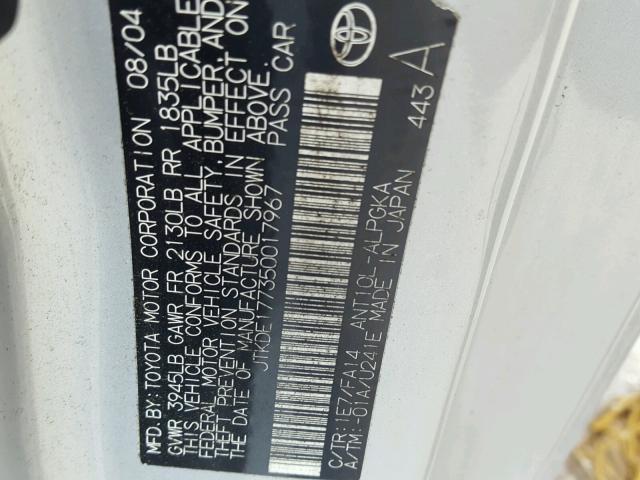 MFD.BY: TOYOTA MOTOR CORPORATION 08/04
GVWR 3945LB GAWR FR 2130LB RR 1835LB
THIS VEHICLE CONFORMS TO ALL APPLICABLE
FEDERAL MOTOR VEHICLE SAFETY, BUMPER, AND
THEFT PREVENTION STANDARDS IN EFFECT ON
THE DATE OF MANUFACTURE SHOWN ABOVE.
JTKDE177350017967 PASS CAR
C/TR: 1E7/FA14 ANT10L-ALPGKA
A/TM: -01A/U241E MADE IN JAPAN
443 A